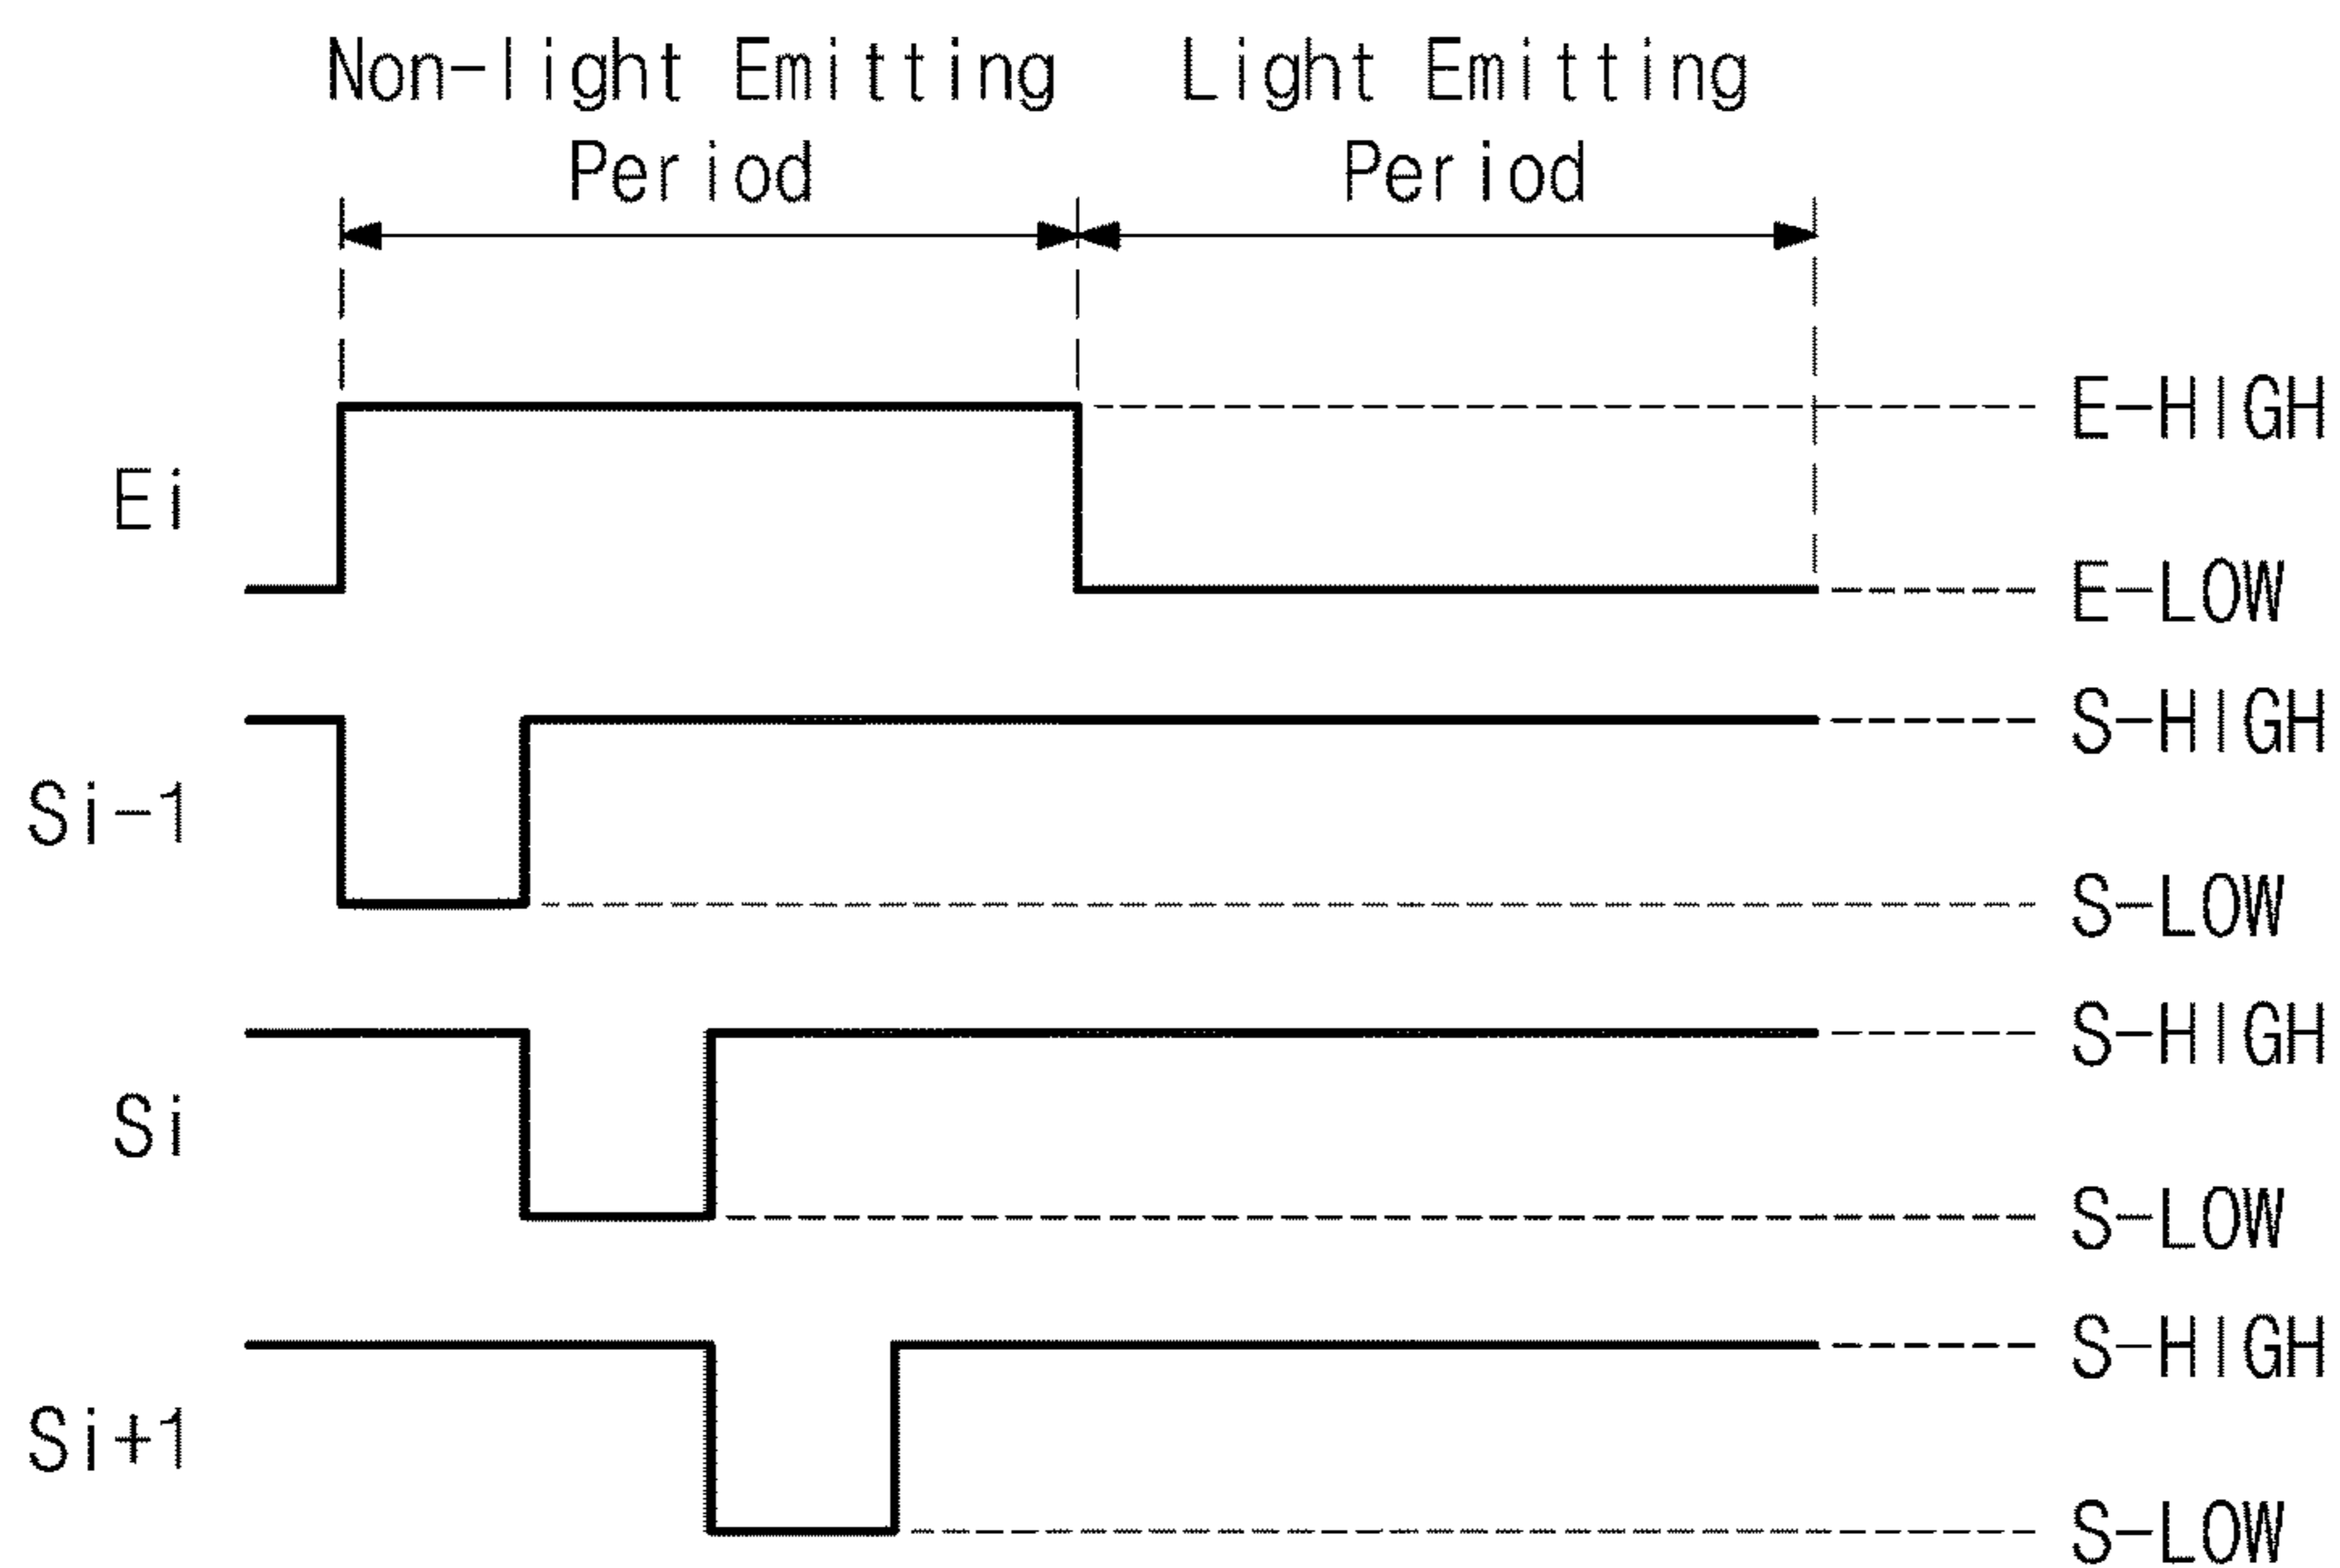 Non-light Emitting
Period
Light Emitting
Period
E-HIGH
Ei
E-LOW
S-HIGH
Si-1
S-LOW
S-HIGH
Si
S-LOW
S-HIGH
Si+1
S-LOW